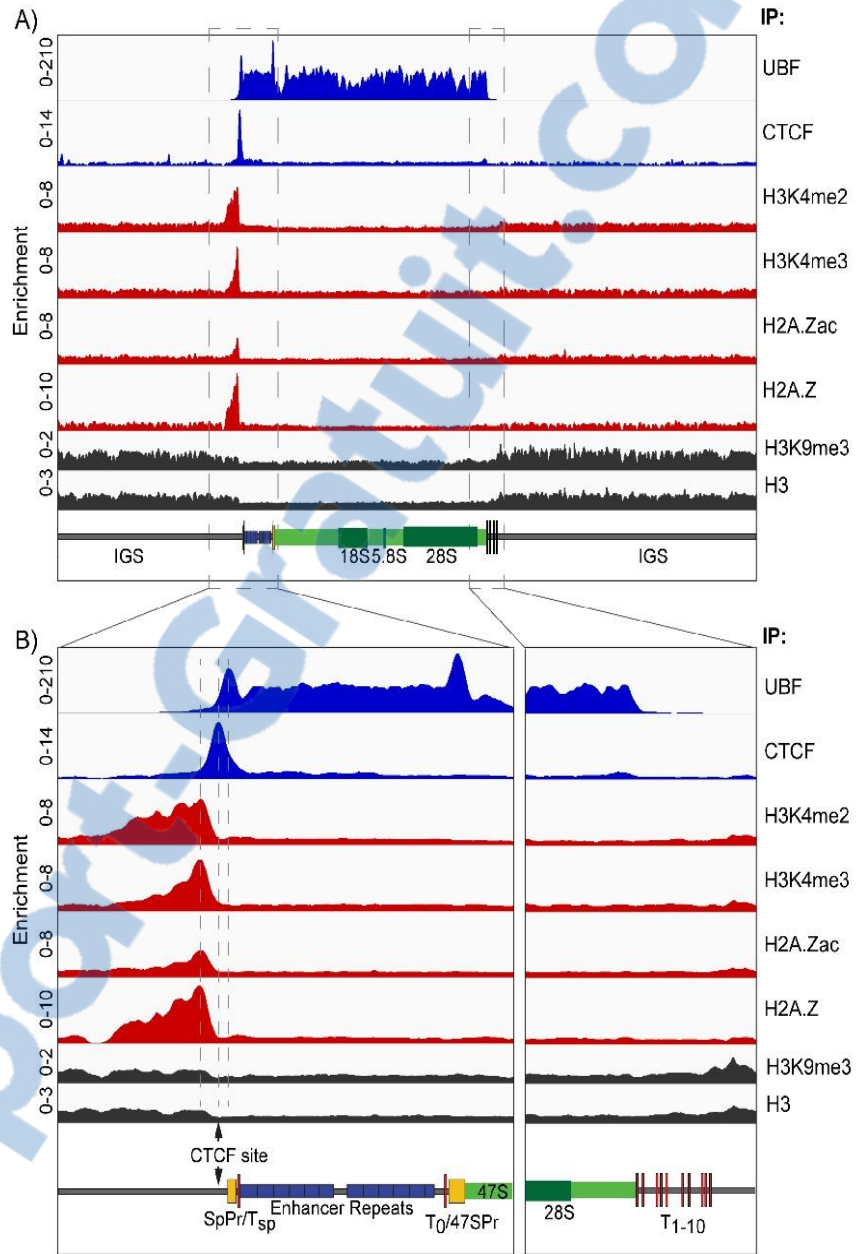 A)
IP:
0-210
UBF
0-14
CTCF
0-8
H3K4me2
0-8
H3K4me3
0-8
H2A.Zac
0-10
H2A.Z
0-2
H3K9me3
0-3
H3
Enrichment
IGS
18S
5.8S
28S
IGS
B)
IP:
0-210
UBF
0-14
CTCF
0-8
H3K4me2
0-8
H3K4me3
0-8
H2A.Zac
0-10
H2A.Z
0-2
H3K9me3
0-3
H3
Enrichment
CTCF site
47S
28S
SpPr/Tsp
Enhancer Repeats
T0/47SPr
T1-10
port-Gratuit.co